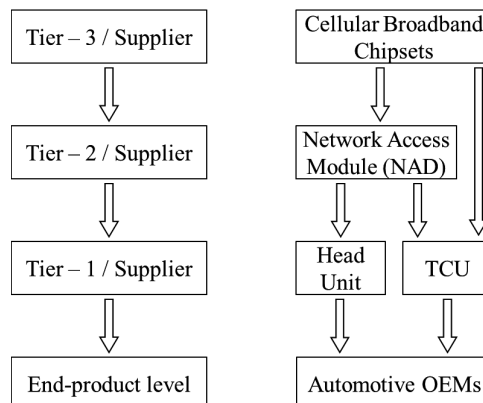 Tier – 3 / Supplier
Cellular Broadband
Chipsets
Tier – 2 / Supplier
Network Access
Module (NAD)
Tier – 1 / Supplier
Head
Unit
TCU
End-product level
Automotive OEMs